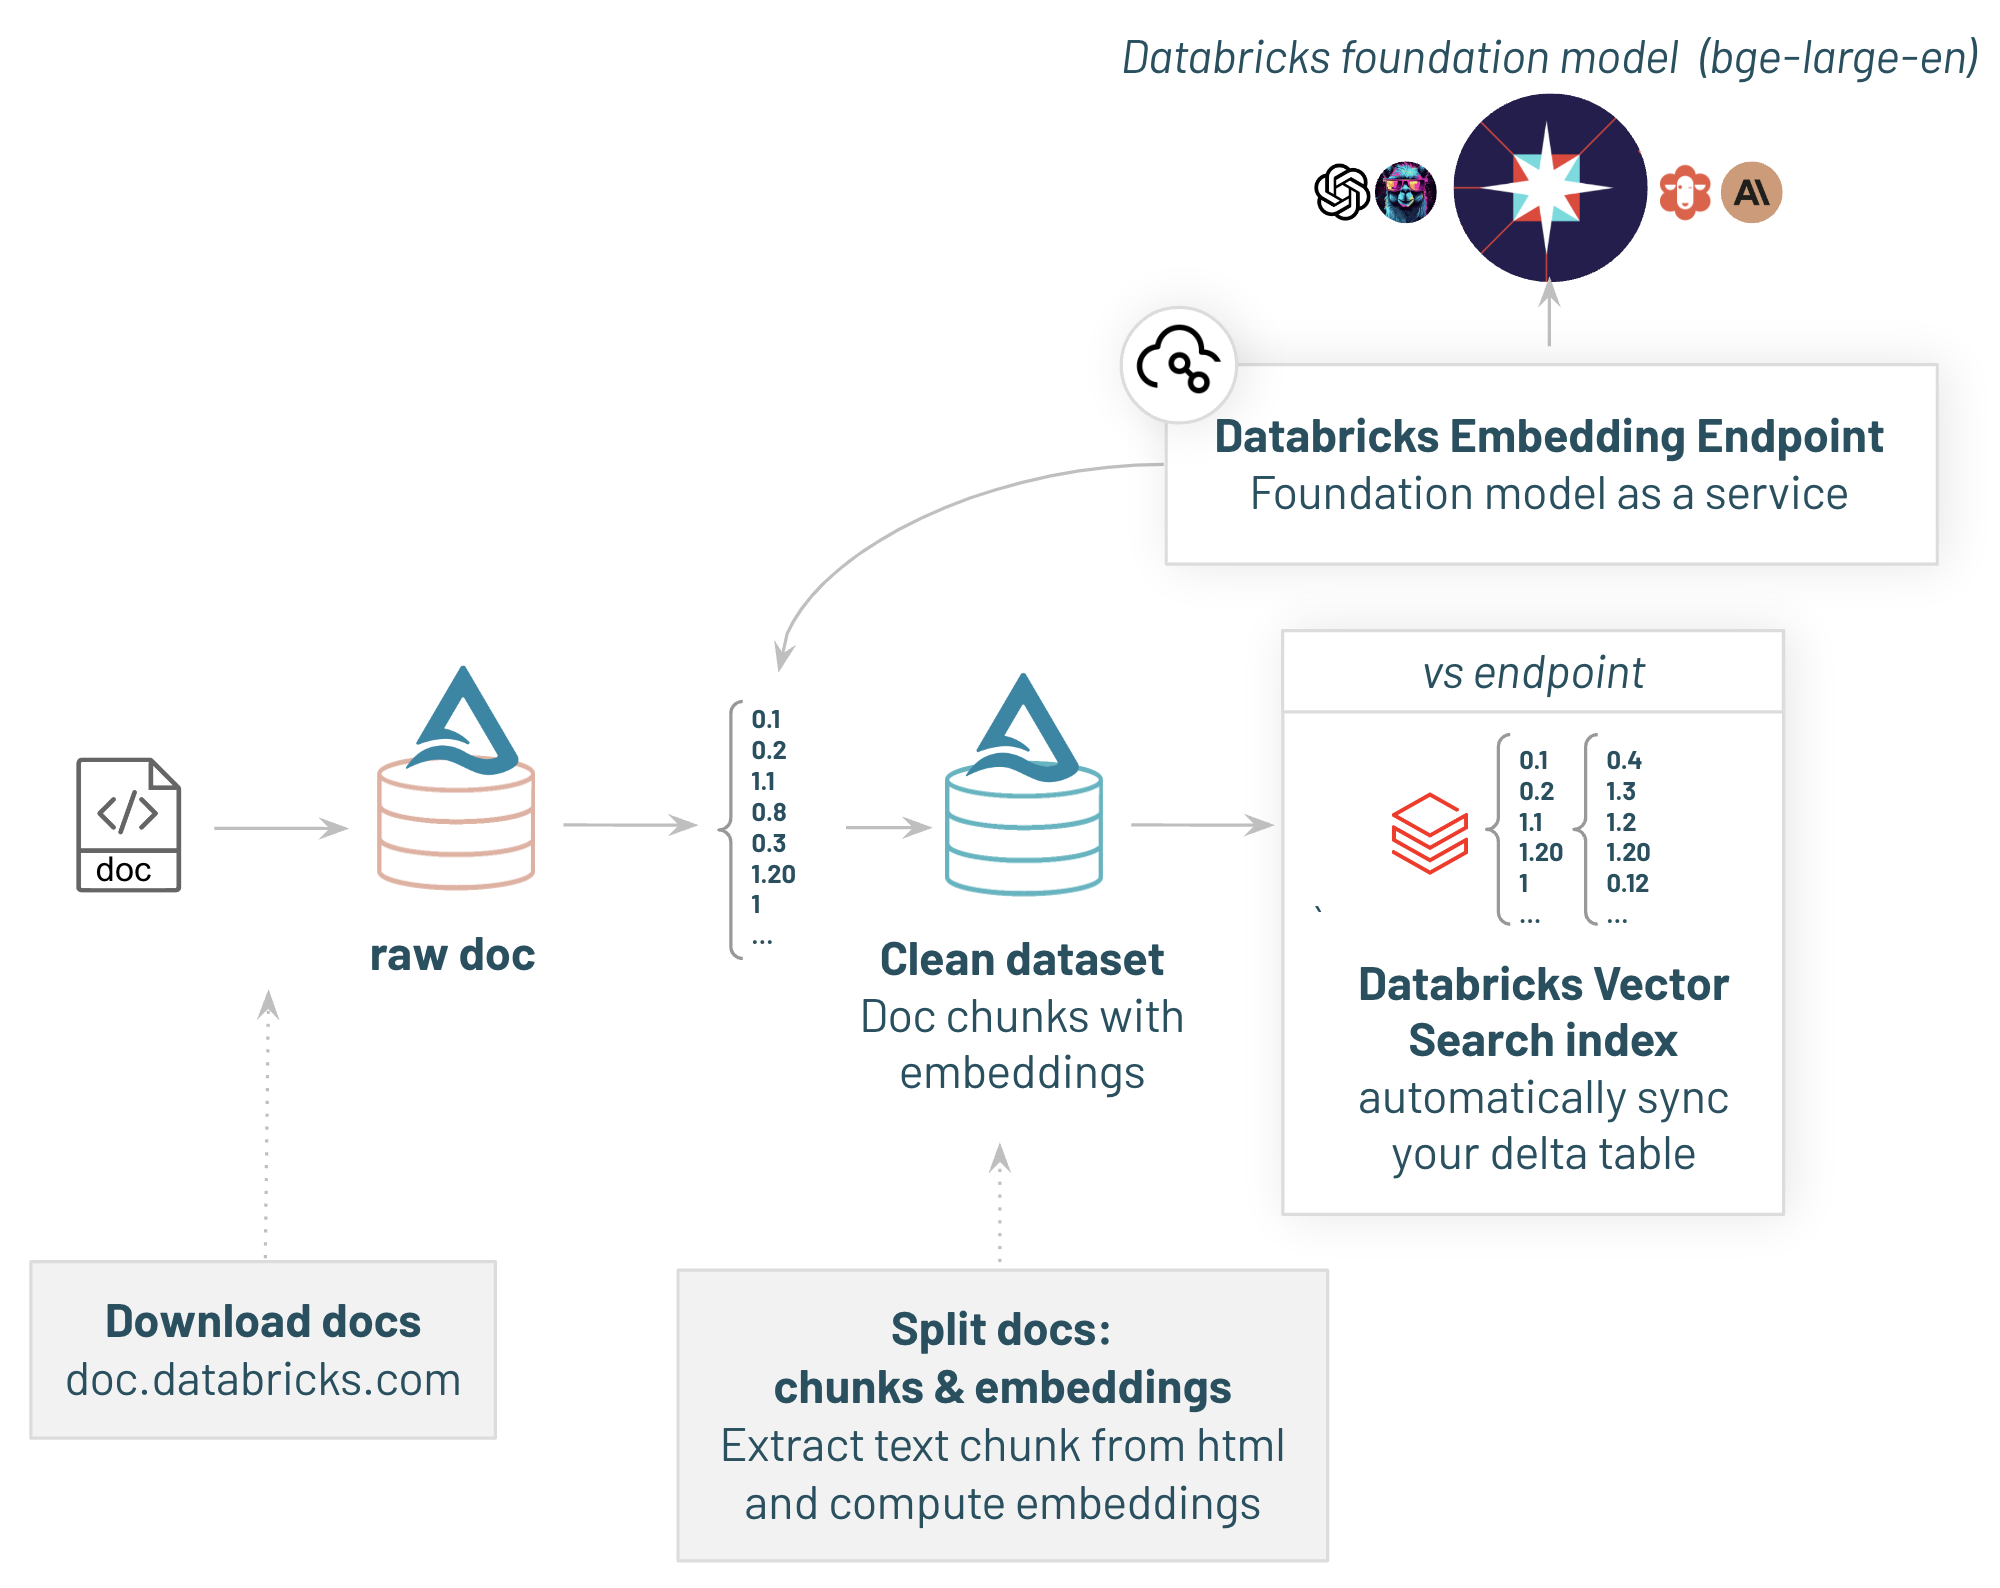 Databricks foundation model (bge-large-en)
AI
Databricks Embedding Endpoint
Foundation model as a service
doc
raw doc
0.1
0.2
1.1
0.8
0.3
1.20
1
...
Clean dataset
Doc chunks with
embeddings
vs endpoint
0.1
0.2
1.1
1.20
1
...
0.4
1.3
1.2
1.20
0.12
...
`
Databricks Vector
Search index
automatically sync
your delta table
Download docs
doc.databricks.com
Split docs:
chunks & embeddings
Extract text chunk from html
and compute embeddings